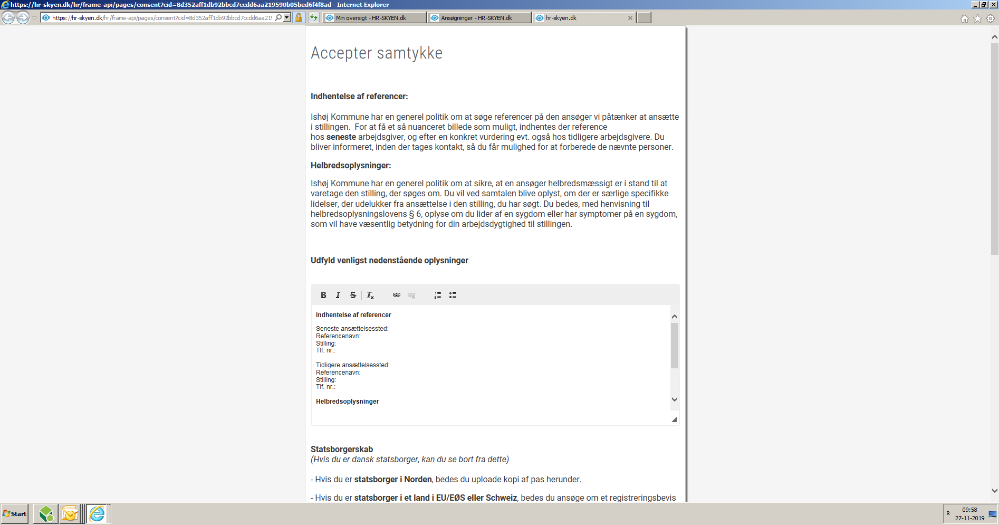 https://hr-skyen.dk/hr/frame-api/pages/consent?cid=8d352aff1db92bbcd7ccdd6aa219590b05bed6f4f8ad - Internet Explorer
https://hr-skyen.dk/hr/frame-api/pages/consent?cid=8d352aff1db92bbcd7ccdd6aa21
Min oversigt - HR-SKYEN.dk
Ansøgninger - HR-SKYEN.dk
hr-skyen.dk
Accepter samtykke
Indhentelse af referencer:
Ishøj Kommune har en generel politik om at søge referencer på den ansøger vi påtænker at ansætte
i stillingen. For at få et så nuanceret billede som muligt, indhentes der reference
hos seneste arbejdsgiver, og efter en konkret vurdering evt. også hos tidligere arbejdsgivere. Du
bliver informeret, inden der tages kontakt, så du får mulighed for at forberede de nævnte personer.
Helbredsoplysninger:
Ishøj Kommune har en generel politik om at sikre, at en ansøger helbredsmæssigt er i stand til at
varetage den stilling, der søges om. Du vil ved samtalen blive oplyst, om der er særlige specifikke
lidelser, der udelukker fra ansættelse i den stilling, du har søgt. Du bedes, med henvisning til
helbredsoplysningslovens § 6, oplyse om du lider af en sygdom eller har symptomer på en sygdom,
som vil have væsentlig betydning for din arbejdsdygtighed til stillingen.
Udfyld venligst nedenstående oplysninger
B I S Tx
Indhentelse af referencer
Seneste ansættelsessted:
Referencenavn:
Stilling:
Tlf. nr.:
Tidligere ansættelsessted:
Referencenavn:
Stilling:
Tlf. nr.:
Helbredsoplysninger
Statsborgerskab
(Hvis du er dansk statsborger, kan du se bort fra dette)
- Hvis du er statsborger i Norden, bedes du uploade kopi af pas herunder.
- Hvis du er statsborger i et land i EU/EØS eller Schweiz, bedes du ansøge om et registreringsbevis
Start
09:58
27-11-2019